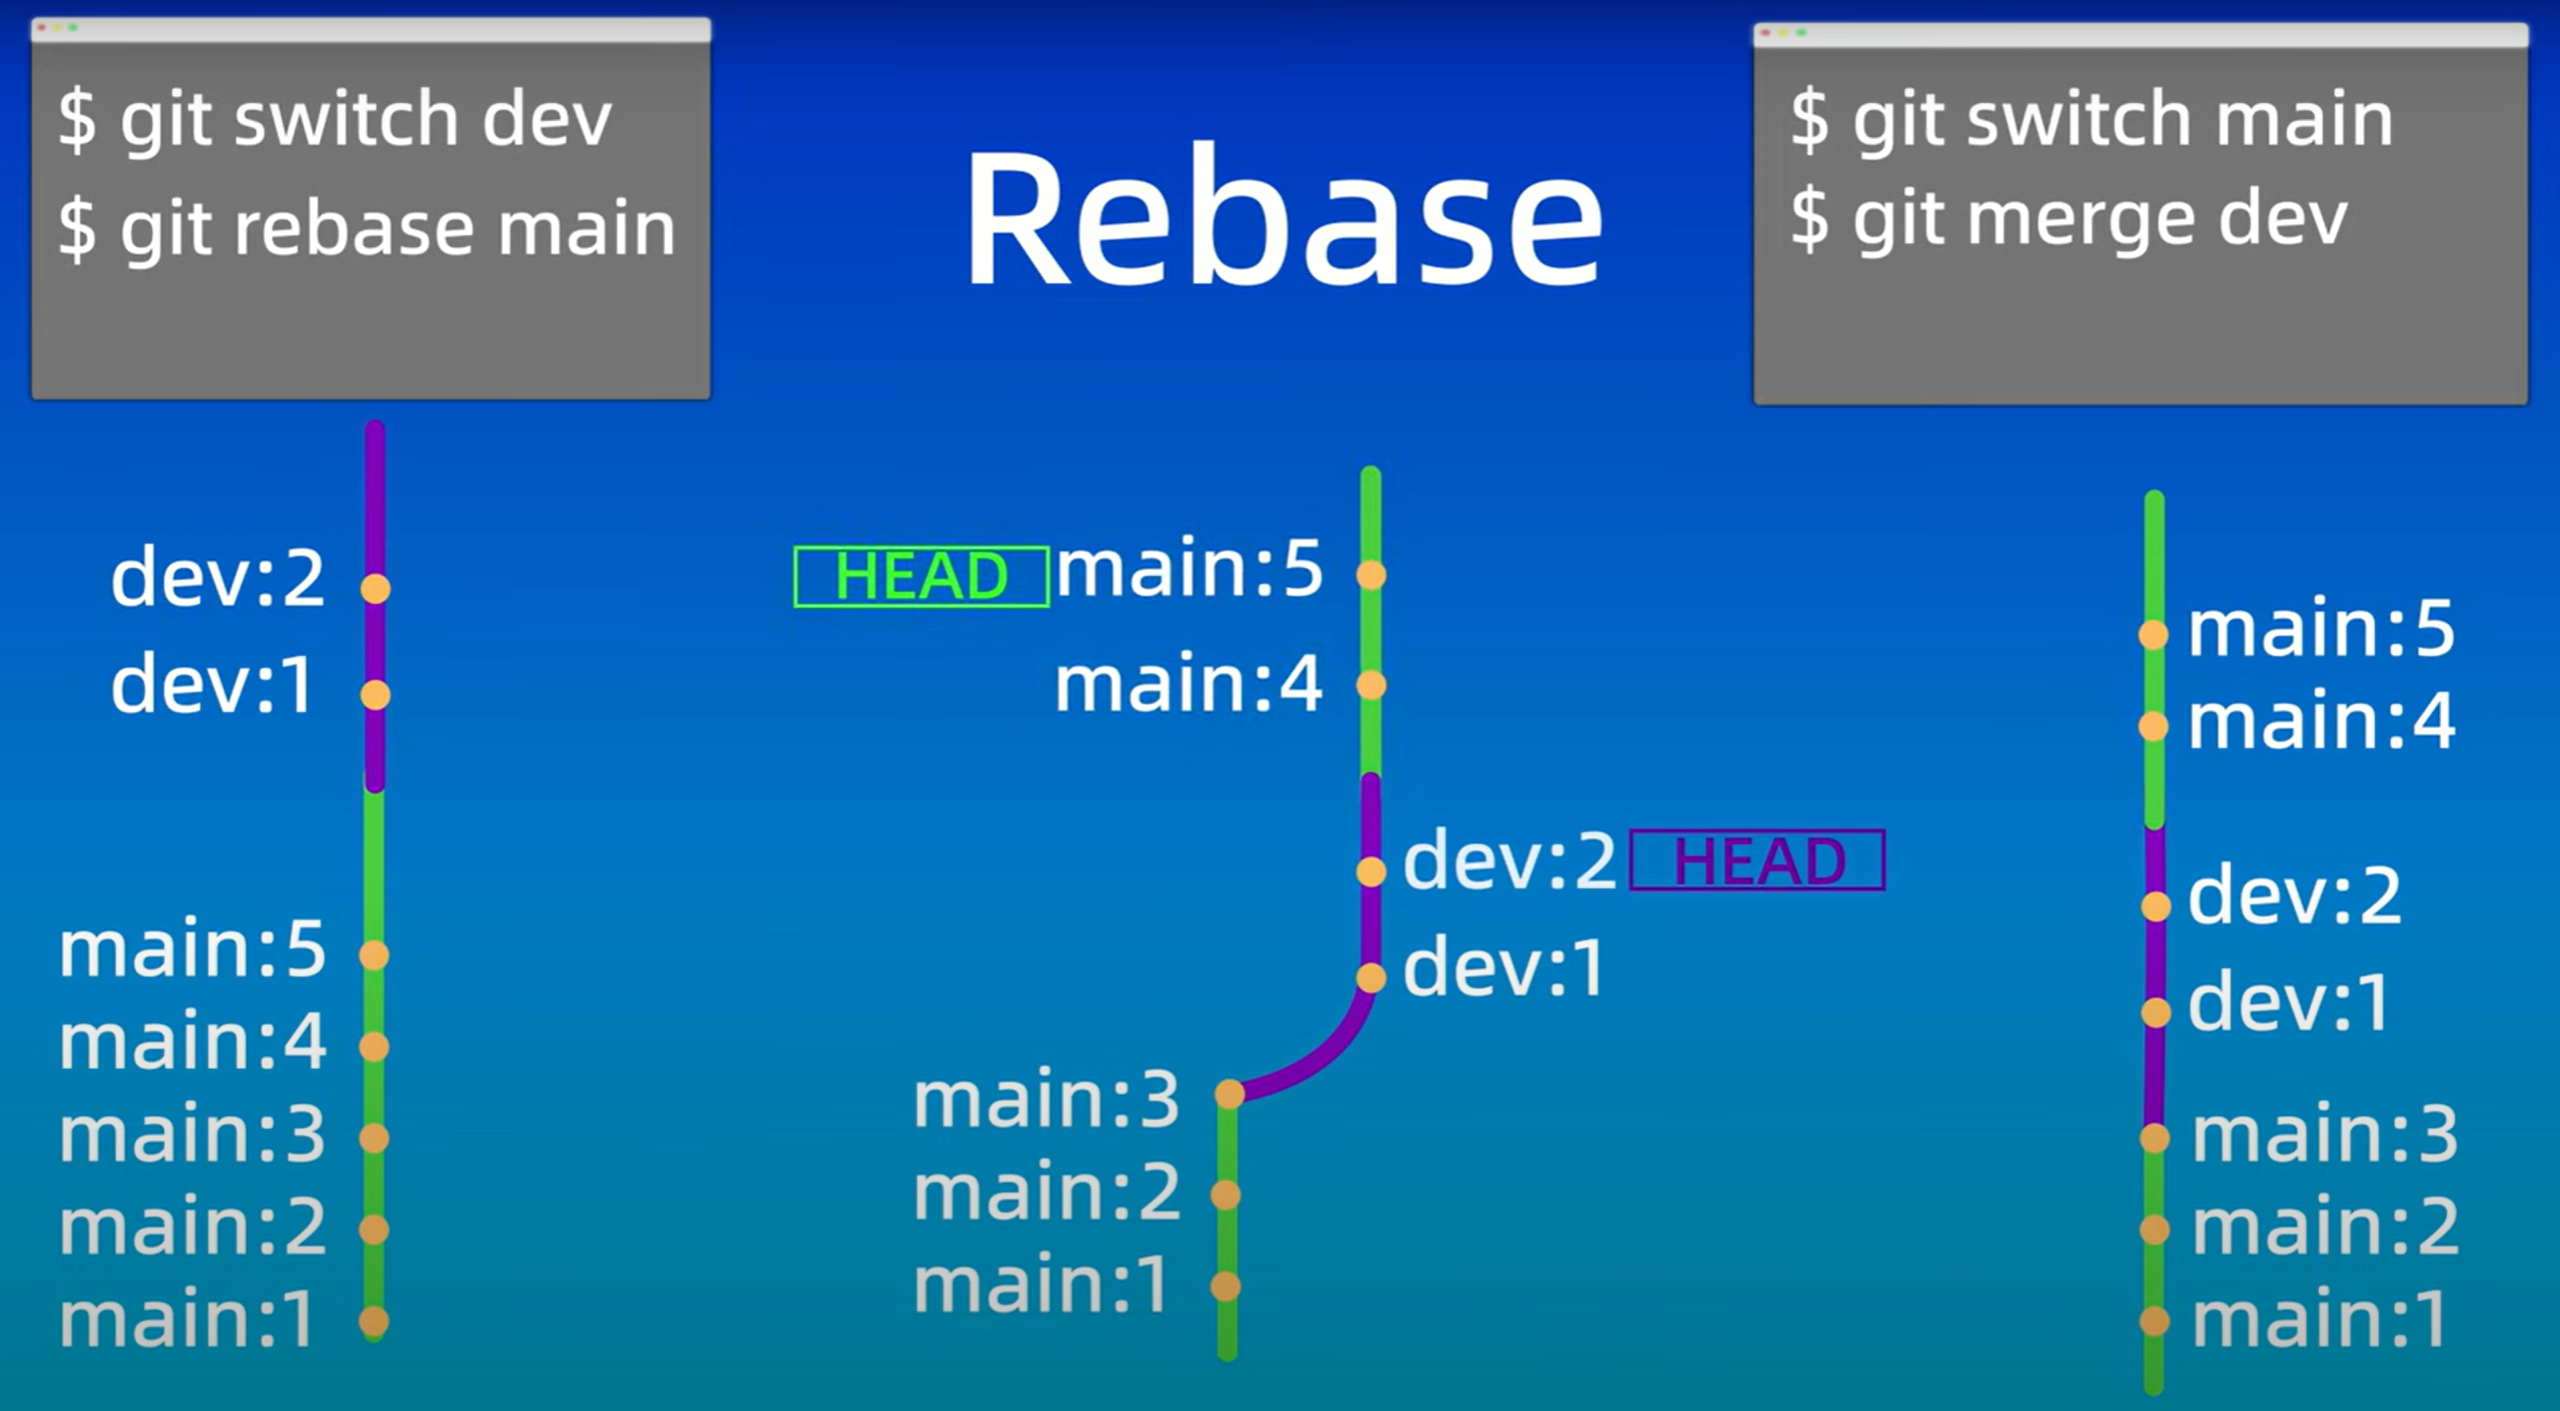 $ git switch dev
$ git rebase main
Rebase
$ git switch main
$ git merge dev
dev:2
dev:1
main:5
main:4
main:3
main:2
main:1
HEAD main:5
main:4
dev:2 HEAD
dev:1
main:3
main:2
main:1
main:5
main:4
dev:2
dev:1
main:3
main:2
main:1